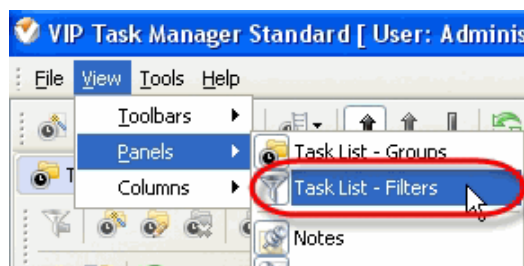 VIP Task Manager Standard [ User: Adminis
File View Tools Help
Toolbars
Panels
Columns
Task List - Groups
Task List - Filters
Notes